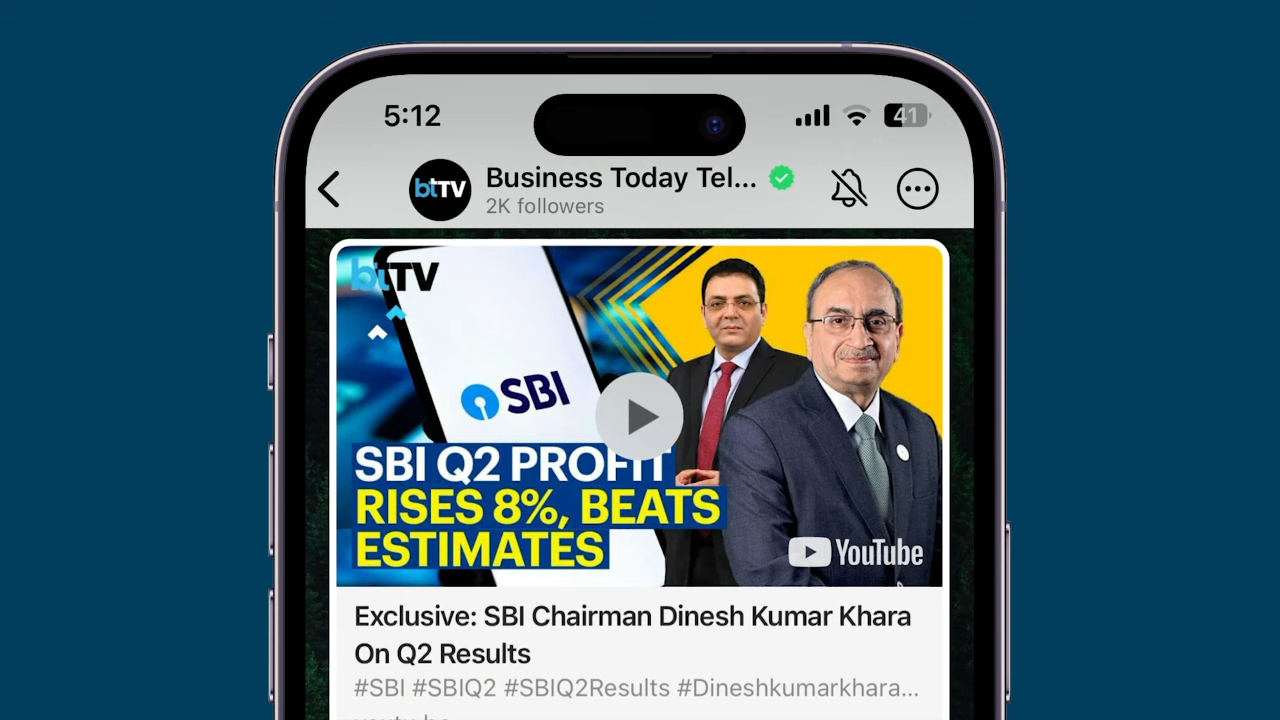 5:12
41
btTV
Business Today Tel...
2K followers
btTV
SBI
SBI Q2 PROFIT
RISES 8%, BEATS
ESTIMATES
YouTube
Exclusive: SBI Chairman Dinesh Kumar Khara
On Q2 Results
#SBI #SBIQ2 #SBIQ2Results #Dineshkumarkhara...